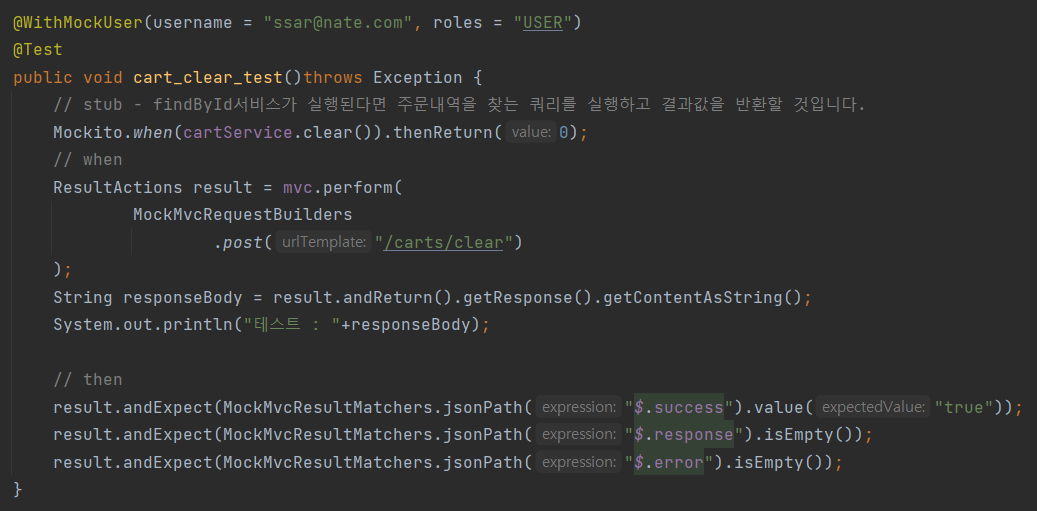 @WithMockUser(username = "ssar@nate.com", roles = "USER")
@Test
public void cart_clear_test()throws Exception {
// stub - findById서비스가 실행된다면 주문내역을 찾는 쿼리를 실행하고 결과값을 반환할 것입니다.
Mockito.when(cartService.clear()).thenReturn( value: 0);
// when
ResultActions result = mvc.perform(
MockMvcRequestBuilders
.post( urlTemplate: "/carts/clear")
);
String responseBody = result.andReturn().getResponse().getContentAsString();
System.out.println("테스트 : "+responseBody);
// then
result.andExpect(MockMvcResultMatchers.jsonPath( expression: "$.success").value( expectedValue: "true"));
result.andExpect(MockMvcResultMatchers.jsonPath( expression: "$.response").isEmpty());
result.andExpect(MockMvcResultMatchers.jsonPath( expression: "$.error").isEmpty());
}